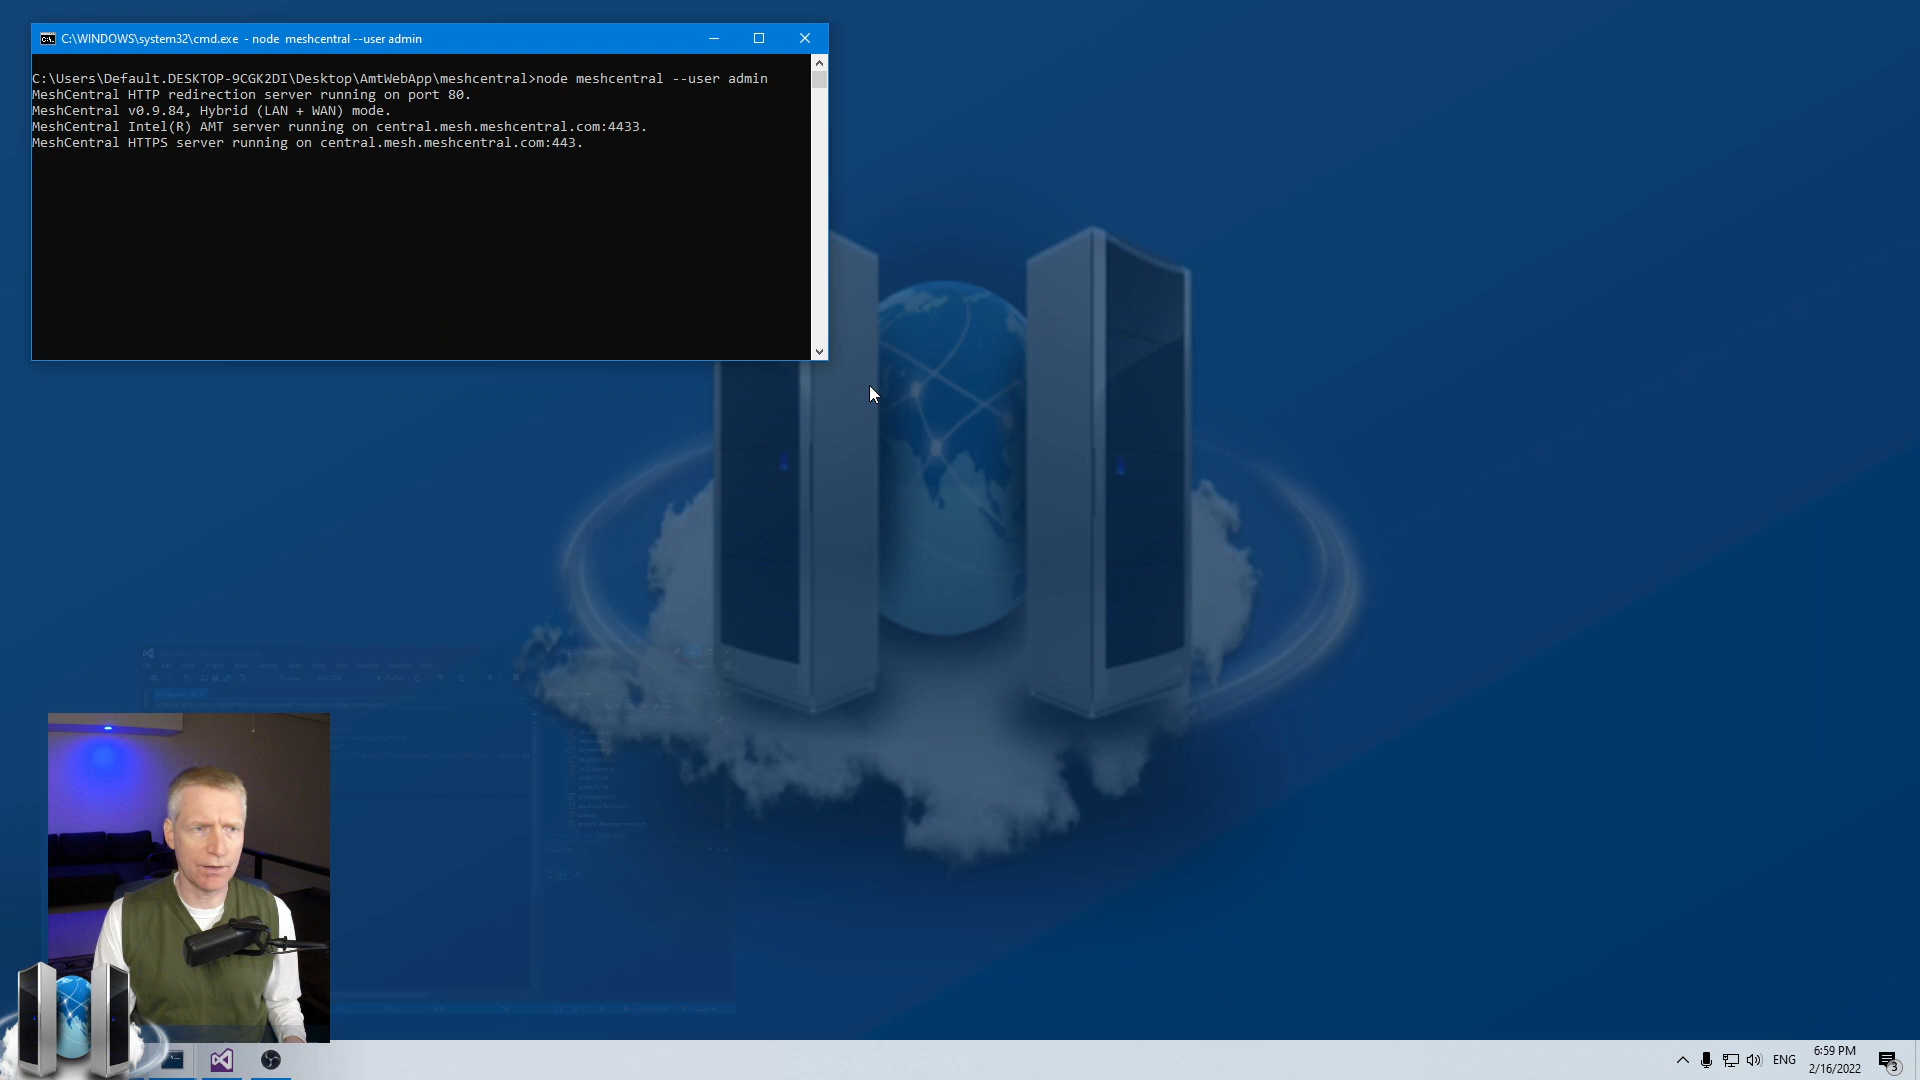 C:\WINDOWS\system32\cmd.exe - node meshcentral --user admin
C:\Users\Default.DESKTOP-9CGK2DI\Desktop\AmtWebApp\meshcentral>node meshcentral --user admin
MeshCentral HTTP redirection server running on port 80.
MeshCentral v0.9.84, Hybrid (LAN + WAN) mode.
MeshCentral Intel(R) AMT server running on central.mesh.meshcentral.com:4433.
MeshCentral HTTPS server running on central.mesh.meshcentral.com:443.
ENG
6:59 PM
2/16/2022
3